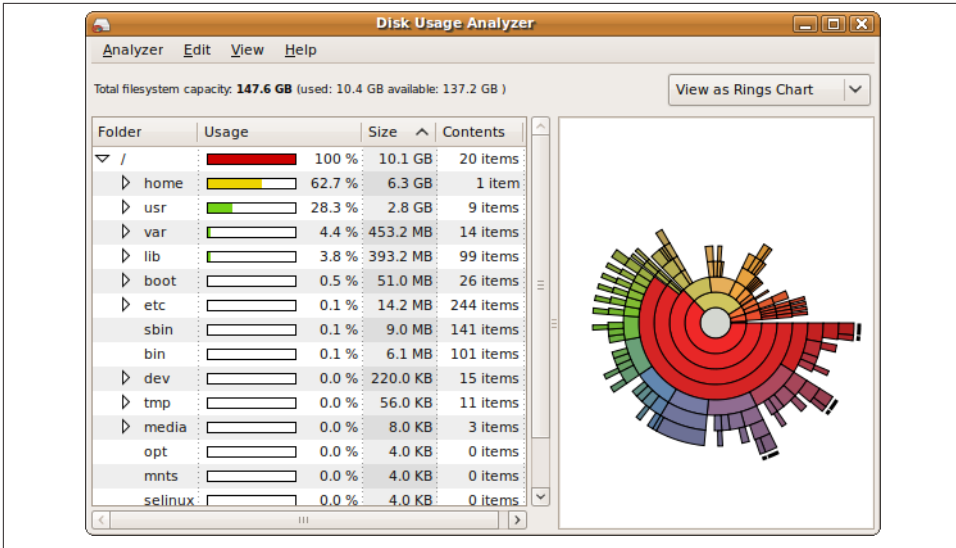 Disk Usage Analyzer
Analyzer Edit View Help
Total filesystem capacity: 147.6 GB (used: 10.4 GB available: 137.2 GB )
View as Rings Chart
Folder Usage Size Contents
/ 100 % 10.1 GB 20 items
home 62.7 % 6.3 GB 1 item
usr 28.3 % 2.8 GB 9 items
var 4.4 % 453.2 MB 14 items
lib 3.8 % 393.2 MB 99 items
boot 0.5 % 51.0 MB 26 items
etc 0.1 % 14.2 MB 244 items
sbin 0.1 % 9.0 MB 141 items
bin 0.1 % 6.1 MB 101 items
dev 0.0 % 220.0 KB 15 items
tmp 0.0 % 56.0 KB 11 items
media 0.0 % 8.0 KB 3 items
opt 0.0 % 4.0 KB 0 items
mnts 0.0 % 4.0 KB 0 items
selinux 0.0 % 4.0 KB 0 items